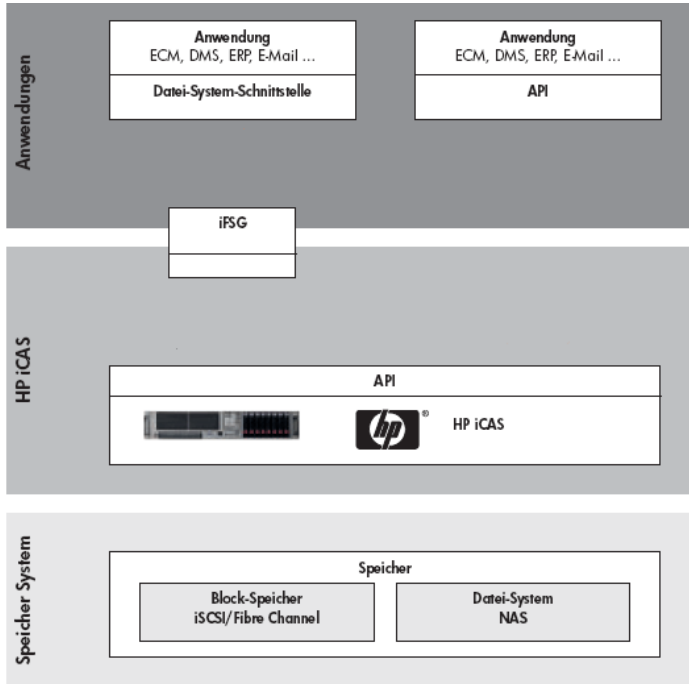 Anwendungen
Anwendung
ECM, DMS, ERP, E-Mail ...
Datei-System-Schnittstelle
Anwendung
ECM, DMS, ERP, E-Mail ...
API
iFSG
HP iCAS
API
hp®
HP iCAS
Speicher System
Speicher
Block-Speicher
iSCSI/Fibre Channel
Datei-System
NAS